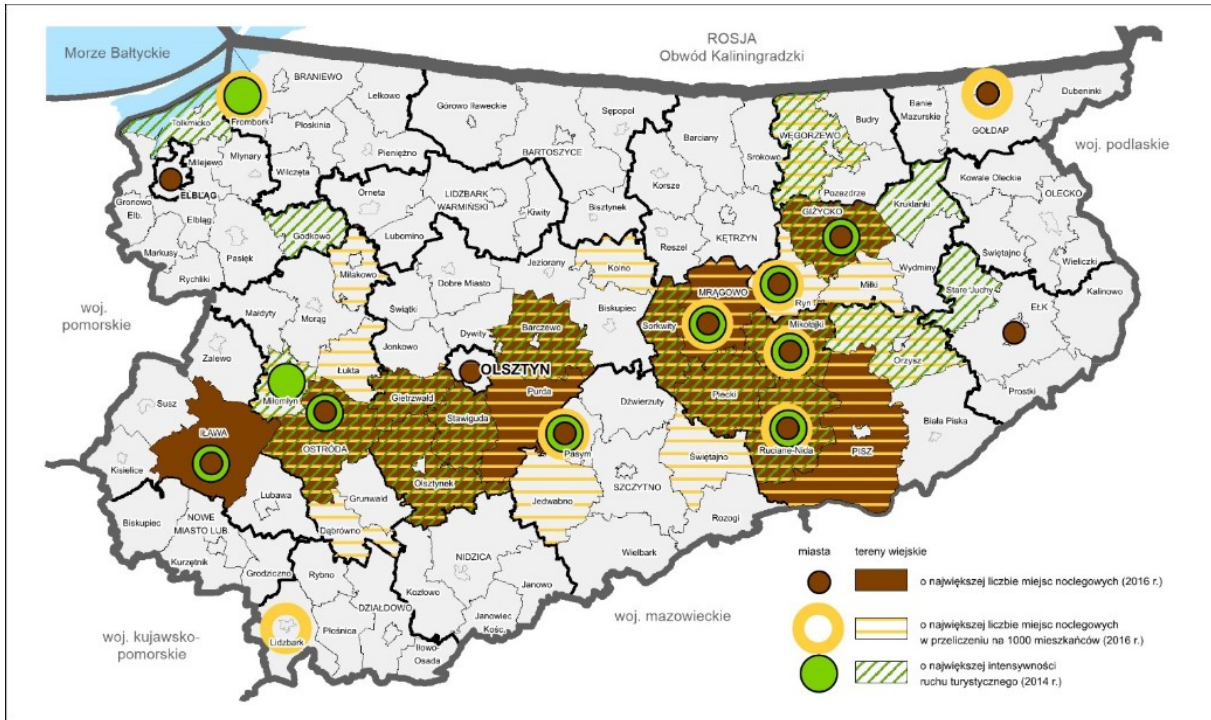 Morze Bałtyckie
ROSJA
Obwód Kaliningradzki
BRANIEWO
Lelkowo
Tolkmicko
Frombork
Płoskinia
Górowo Iławeckie
Sępopol
Barciany
WĘGORZEWO
Budry
Banie
Mazurskie
GOŁDAP
Dubeninki
woj. podlaskie
Milejewo
Młynary
Pieniężno
BARTOSZYCE
Srokowo
ELBLĄG
Wilczęta
Korsze
Pozezdrze
Kowale Oleckie
OLECKO
Gronowo
Elb.
Elbląg
Orneta
LIDZBARK
WARMIŃSKI
Kiwity
Bisztynek
Kruklanki
GIŻYCKO
Markusy
Pasłęk
Godkowo
Lubomino
Reszel
KĘTRZYN
Świętajno
Wieliczki
Rychliki
Miłakowo
Jeziorany
Kolno
Wydminy
woj.
pomorskie
Dobre Miasto
MRĄGOWO
Ryn
Miłki
Stare Juchy
Kalinowo
Małdyty
Morąg
Świątki
Biskupiec
EŁK
Zalewo
Jonkowo
Dywity
Barczewo
Sorkwity
Mikołajki
Orzysz
Łukta
OLSZTYN
Miłomłyn
Gietrzwałd
Purda
Piecki
Prostki
Susz
Stawiguda
Dźwierzuty
Biała Piska
IŁAWA
OSTRÓDA
Pasym
Ruciane-Nida
PISZ
Kisielice
Olsztynek
Świętajno
Lubawa
Grunwald
Jedwabno
SZCZYTNO
Biskupiec
NOWE
MIASTO LUB.
Dąbrówno
Rozogi
Kurzętnik
Grodziczno
Rybno
NIDZICA
Wielbark
DZIAŁDOWO
Kozłowo
Janowo
Lidzbark
Płośnica
Janowiec
Kośc.
Iłowo-
Osada
woj. kujawsko-
pomorskie
woj. mazowieckie
miasta
tereny wiejskie
o największej liczbie miejsc noclegowych (2016 r.)
o największej liczbie miejsc noclegowych
w przeliczeniu na 1000 mieszkańców (2016 r.)
o największej intensywności
ruchu turystycznego (2014 r.)